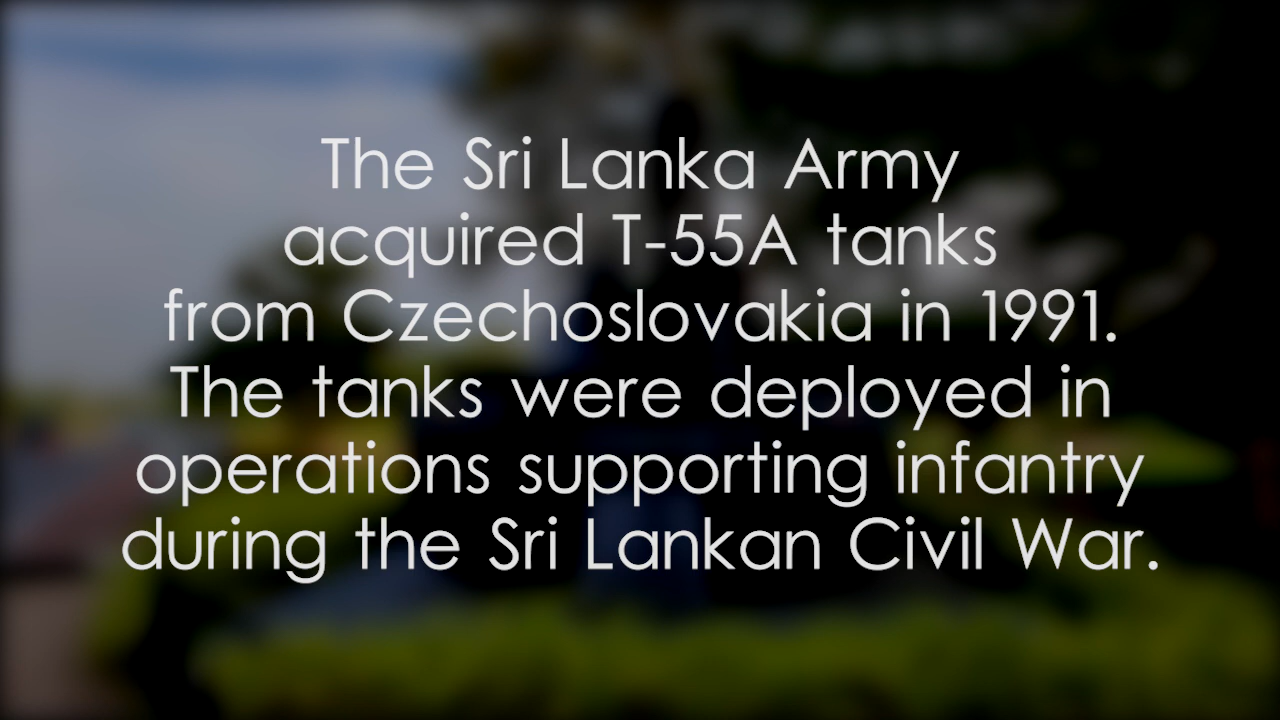 The Sri Lanka Army
acquired T-55A tanks
from Czechoslovakia in 1991.
The tanks were deployed in
operations supporting infantry
during the Sri Lankan Civil War.